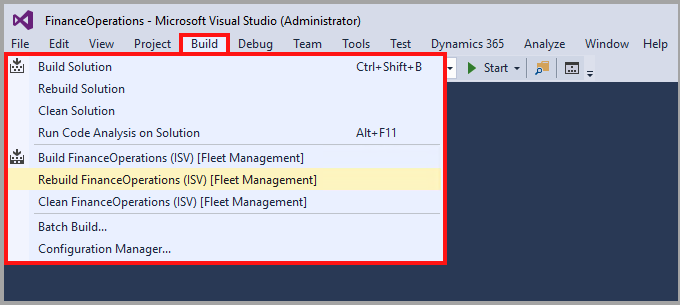 FinanceOperations - Microsoft Visual Studio (Administrator)
File Edit View Project Build Debug Team Tools Test Dynamics 365 Analyze Window Help
Build Solution Ctrl+Shift+B
Start
Rebuild Solution
Clean Solution
Run Code Analysis on Solution Alt+F11
Build FinanceOperations (ISV) [Fleet Management]
Rebuild FinanceOperations (ISV) [Fleet Management]
Clean FinanceOperations (ISV) [Fleet Management]
Batch Build...
Configuration Manager...